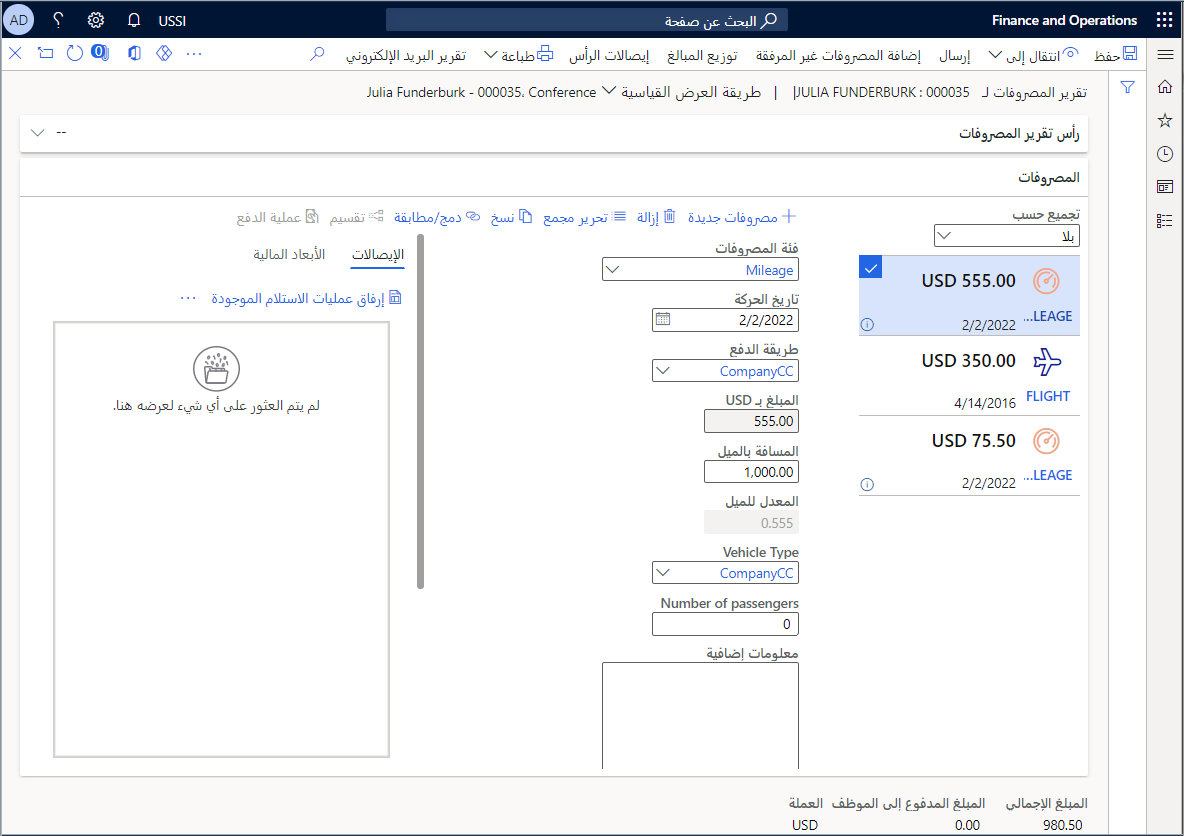 Finance and Operations
البحث عن صفحة
USSI
AD
حفظ
انتقال إلى
إرسال
إضافة المصروفات غير المرفقة
توزيع المبالغ
إيصالات الرأس
طباعة
تقرير البريد الإلكتروني
0
تقرير المصروفات لـ JULIA FUNDERBURK : 000035 | طريقة العرض القياسية
Julia Funderburk - 000035، Conference
رأس تقرير المصروفات
--
المصروفات
تجميع حسب
بلا
USD 555.00
...LEAGE
2/2/2022
USD 350.00
FLIGHT
4/14/2016
USD 75.50
...LEAGE
2/2/2022
مصروفات جديدة
إزالة
تحرير مجمع
نسخ
دمج/مطابقة
تقسيم
عملية الدفع
فئة المصروفات
Mileage
تاريخ الحركة
2/2/2022
طريقة الدفع
CompanyCC
المبلغ بـ USD
555.00
المسافة بالميل
1,000.00
المعدل للميل
0.555
Vehicle Type
CompanyCC
Number of passengers
0
معلومات إضافية
الإيصالات
الأبعاد المالية
إرفاق عمليات الاستلام الموجودة
لم يتم العثور على أي شيء لعرضه هنا.
المبلغ الإجمالي
980.50
المبلغ المدفوع إلى الموظف
0.00
العملة
USD